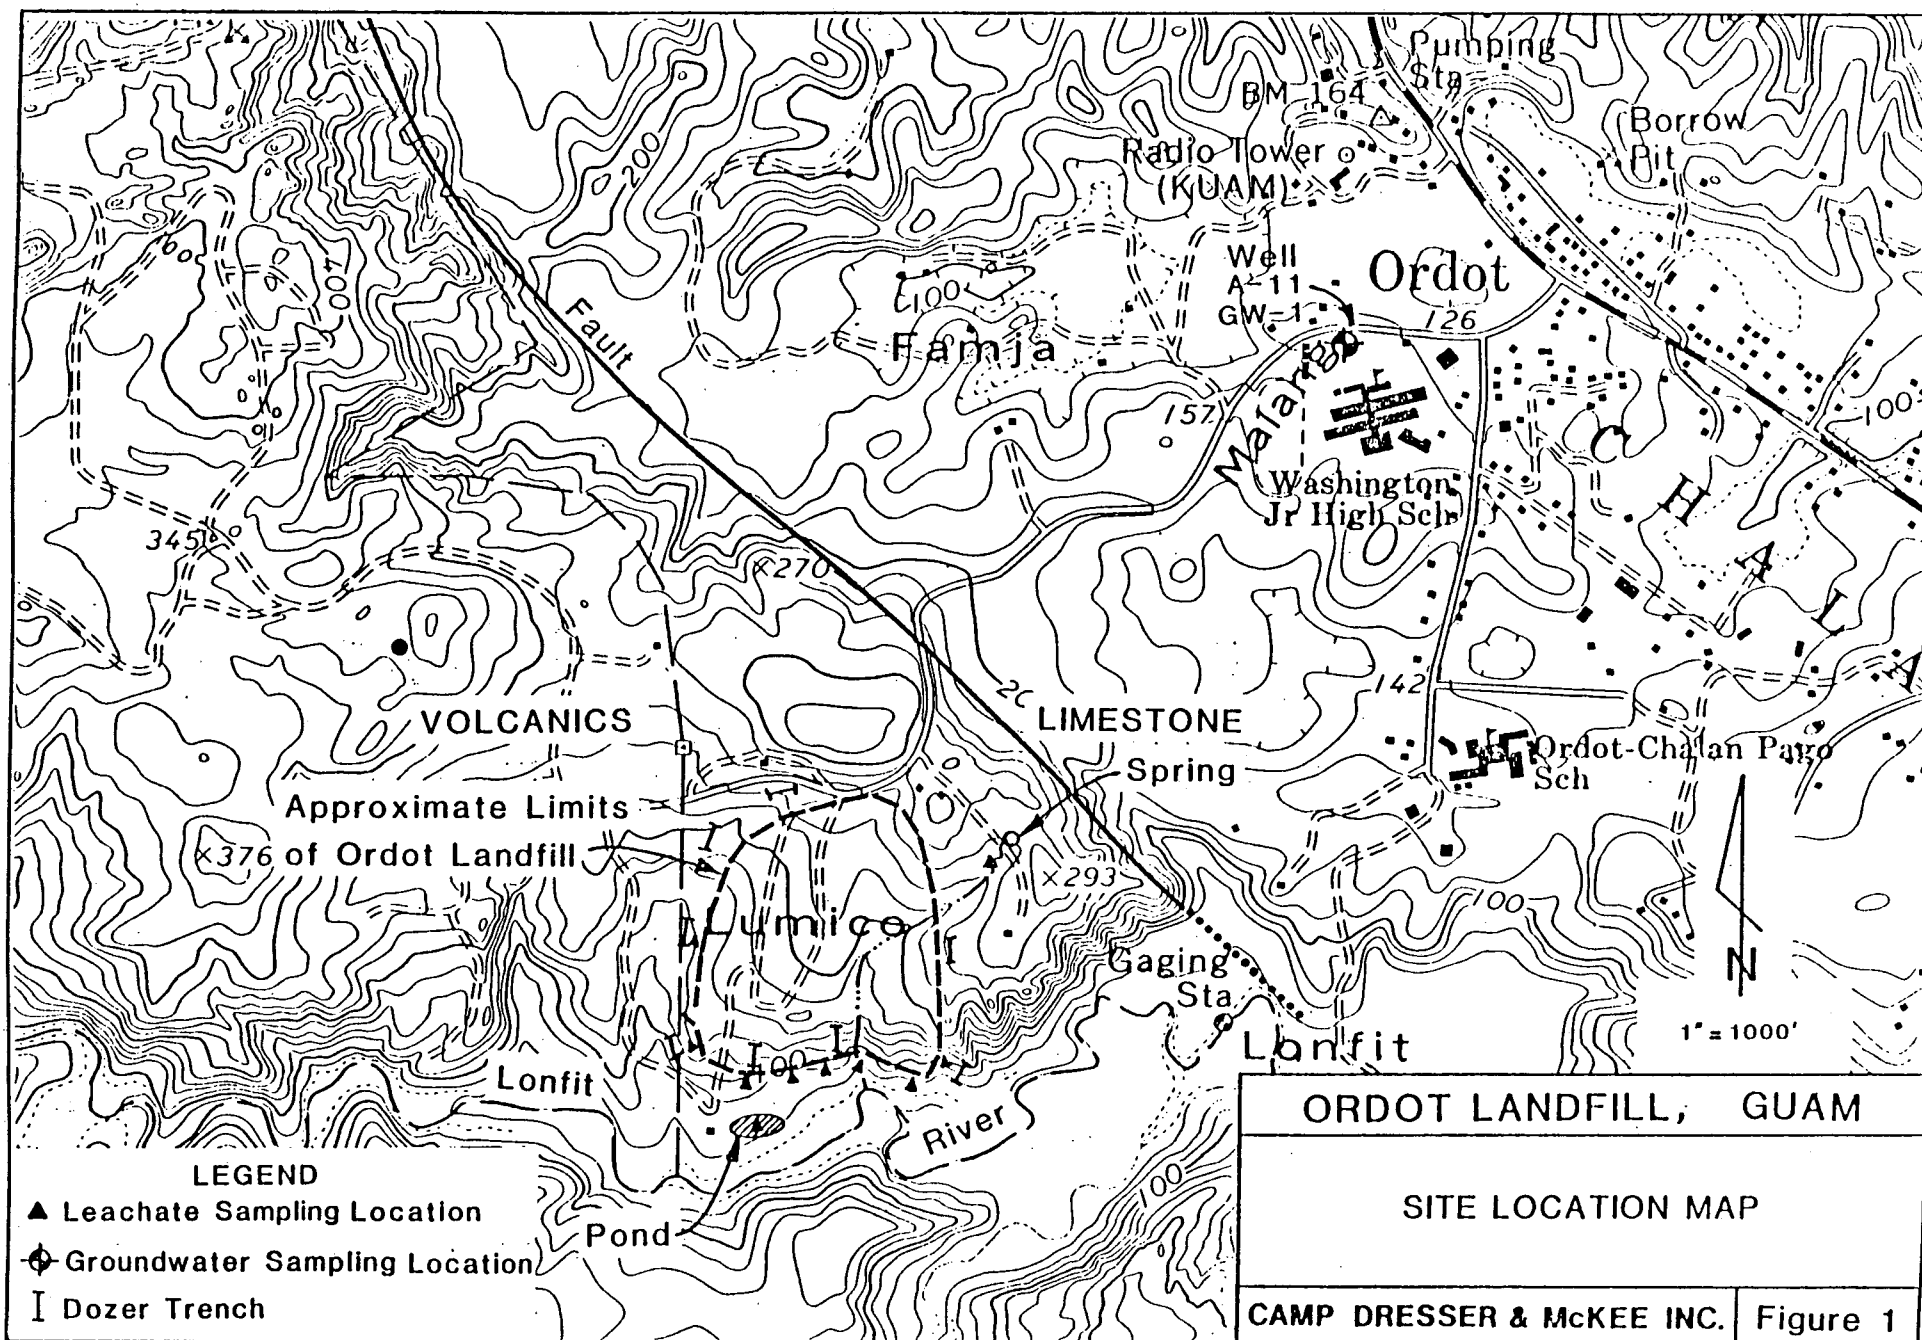 Pumping
Sta
BM 164
Borrow
Pit
Radio Tower
(KUAM)
200
Well
A-11
GW-1
Ordot
126
400
Fault
100
Famja
157
Malarig
100
Washington
Jr High Sch
CHALA
345
×270
142
20
VOLCANICS
LIMESTONE
Spring
Ordot-Chalan Pago
Sch
Approximate Limits
×376 of Ordot Landfill
×293
Lumico
100
Gaging
Sta
N
1"=1000'
Lonfit
100
Lonfit
River
100
Pond
LEGEND
Leachate Sampling Location
Groundwater Sampling Location
Dozer Trench
ORDOT LANDFILL, GUAM
SITE LOCATION MAP
CAMP DRESSER & McKEE INC.
Figure 1